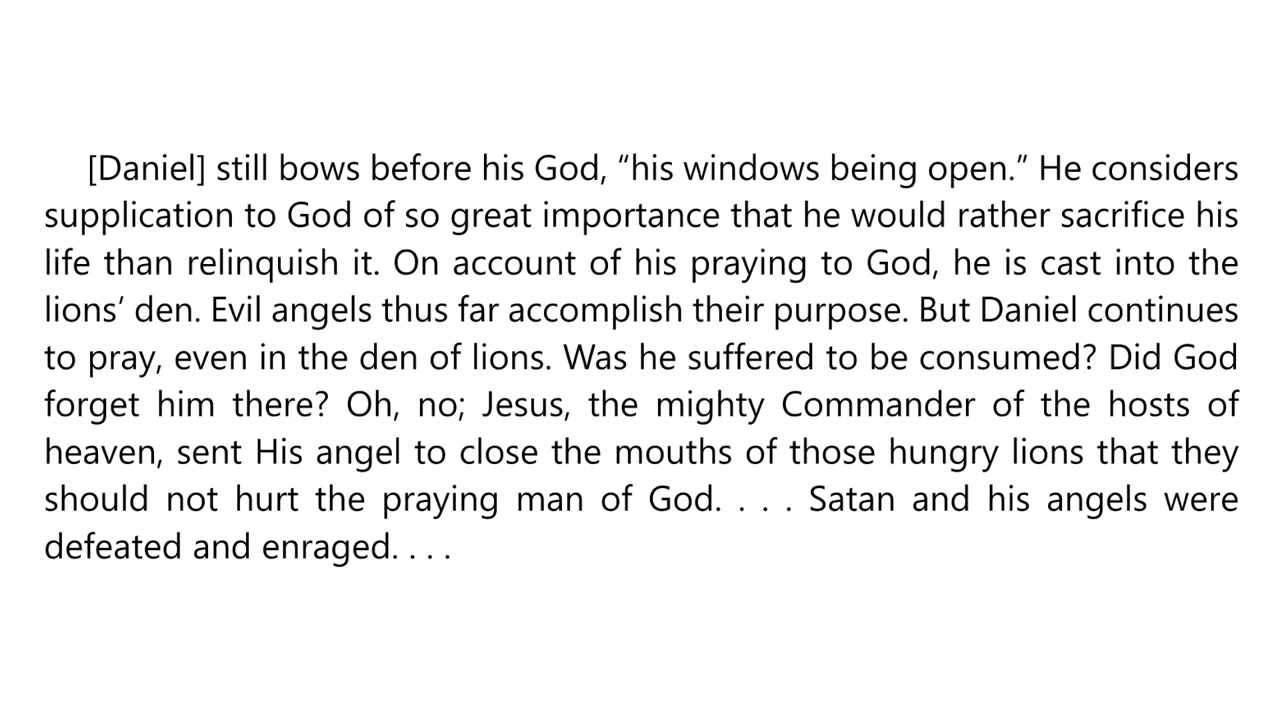 [Daniel] still bows before his God, “his windows being open.” He considers
supplication to God of so great importance that he would rather sacrifice his
life than relinquish it. On account of his praying to God, he is cast into the
lions’ den. Evil angels thus far accomplish their purpose. But Daniel continues
to pray, even in the den of lions. Was he suffered to be consumed? Did God
forget him there? Oh, no; Jesus, the mighty Commander of the hosts of
heaven, sent His angel to close the mouths of those hungry lions that they
should not hurt the praying man of God. . . . Satan and his angels were
defeated and enraged. . . .